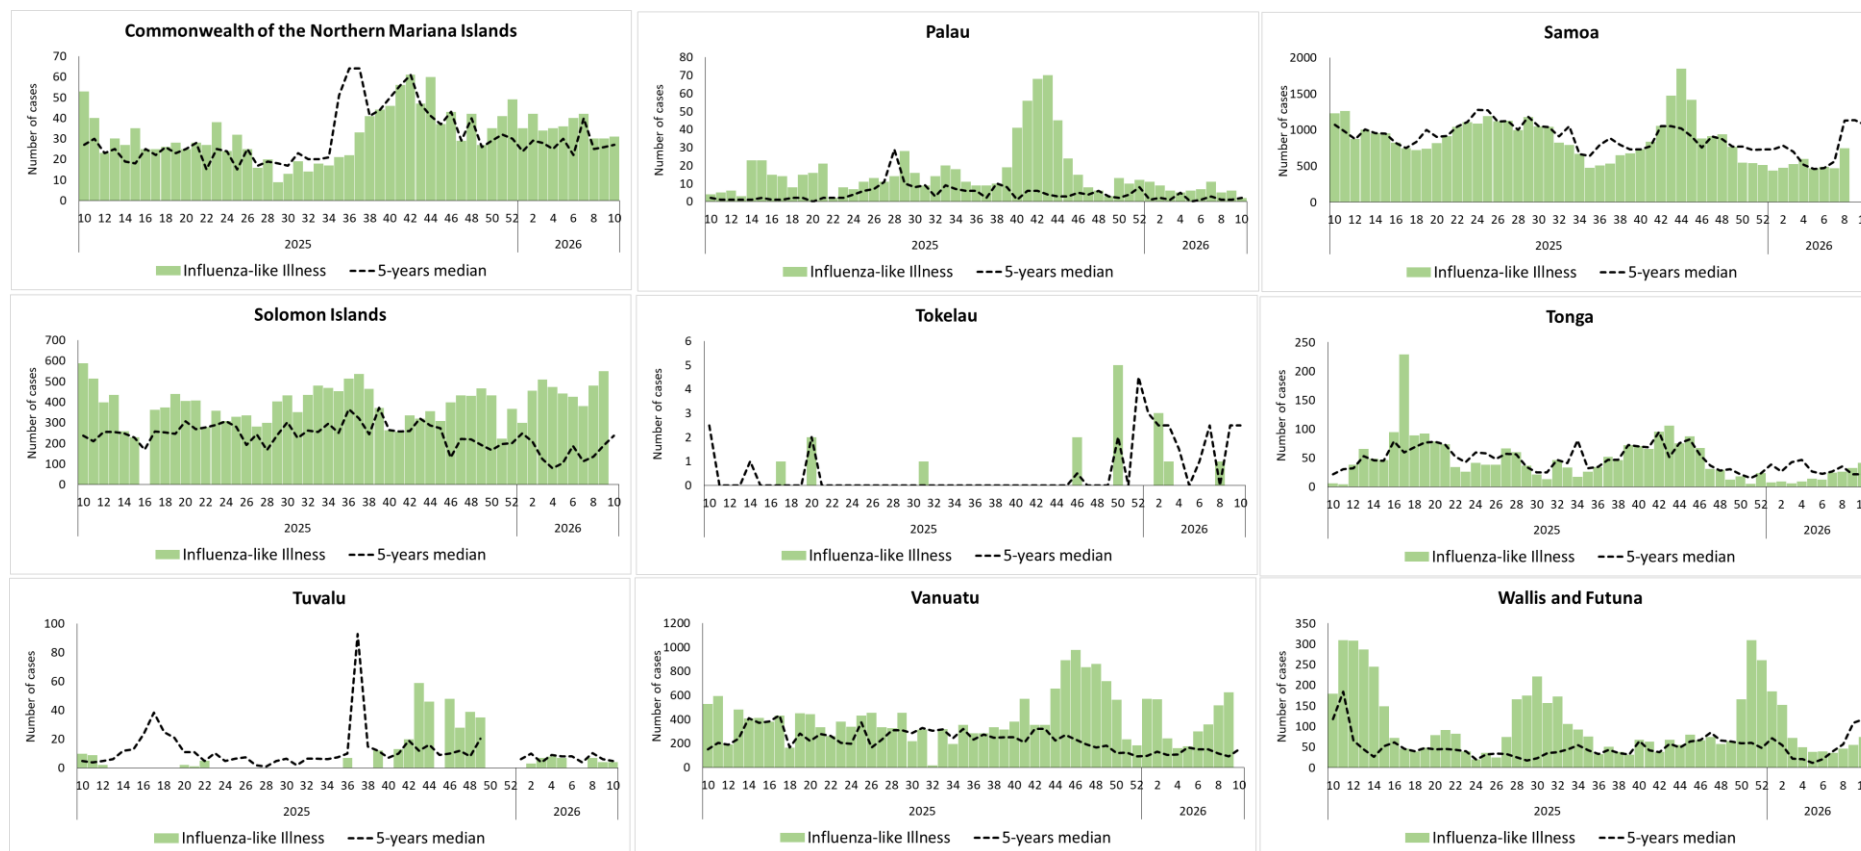 Commonwealth of the Northern Mariana Islands
Number of cases
70
60
50
40
30
20
10
0
10 12 14 16 18 20 22 24 26 28 30 32 34 36 38 40 42 44 46 48 50 52 2 4 6 8 10
2025 2026
Influenza-like Illness 5-years median
Palau
Number of cases
80
70
60
50
40
30
20
10
0
10 12 14 16 18 20 22 24 26 28 30 32 34 36 38 40 42 44 46 48 50 52 2 4 6 8 10
2025 2026
Influenza-like Illness 5-years median
Samoa
Number of cases
2000
1500
1000
500
0
10 12 14 16 18 20 22 24 26 28 30 32 34 36 38 40 42 44 46 48 50 52 2 4 6 8
2025 2026
Influenza-like Illness 5-years median
Solomon Islands
Number of cases
700
600
500
400
300
200
100
0
10 12 14 16 18 20 22 24 26 28 30 32 34 36 38 40 42 44 46 48 50 52 2 4 6 8 10
2025 2026
Influenza-like Illness 5-years median
Tokelau
Number of cases
6
5
4
3
2
1
0
10 12 14 16 18 20 22 24 26 28 30 32 34 36 38 40 42 44 46 48 50 52 2 4 6 8 10
2025 2026
Influenza-like Illness 5-years median
Tonga
Number of cases
250
200
150
100
50
0
10 12 14 16 18 20 22 24 26 28 30 32 34 36 38 40 42 44 46 48 50 52 2 4 6 8
2025 2026
Influenza-like Illness 5-years median
Tuvalu
Number of cases
100
80
60
40
20
0
10 12 14 16 18 20 22 24 26 28 30 32 34 36 38 40 42 44 46 48 50 52 2 4 6 8 10
2025 2026
Influenza-like Illness 5-years median
Vanuatu
Number of cases
1200
1000
800
600
400
200
0
10 12 14 16 18 20 22 24 26 28 30 32 34 36 38 40 42 44 46 48 50 52 2 4 6 8 10
2025 2026
Influenza-like Illness 5-years median
Wallis and Futuna
Number of cases
350
300
250
200
150
100
50
0
10 12 14 16 18 20 22 24 26 28 30 32 34 36 38 40 42 44 46 48 50 52 2 4 6 8
2025 2026
Influenza-like Illness 5-years median